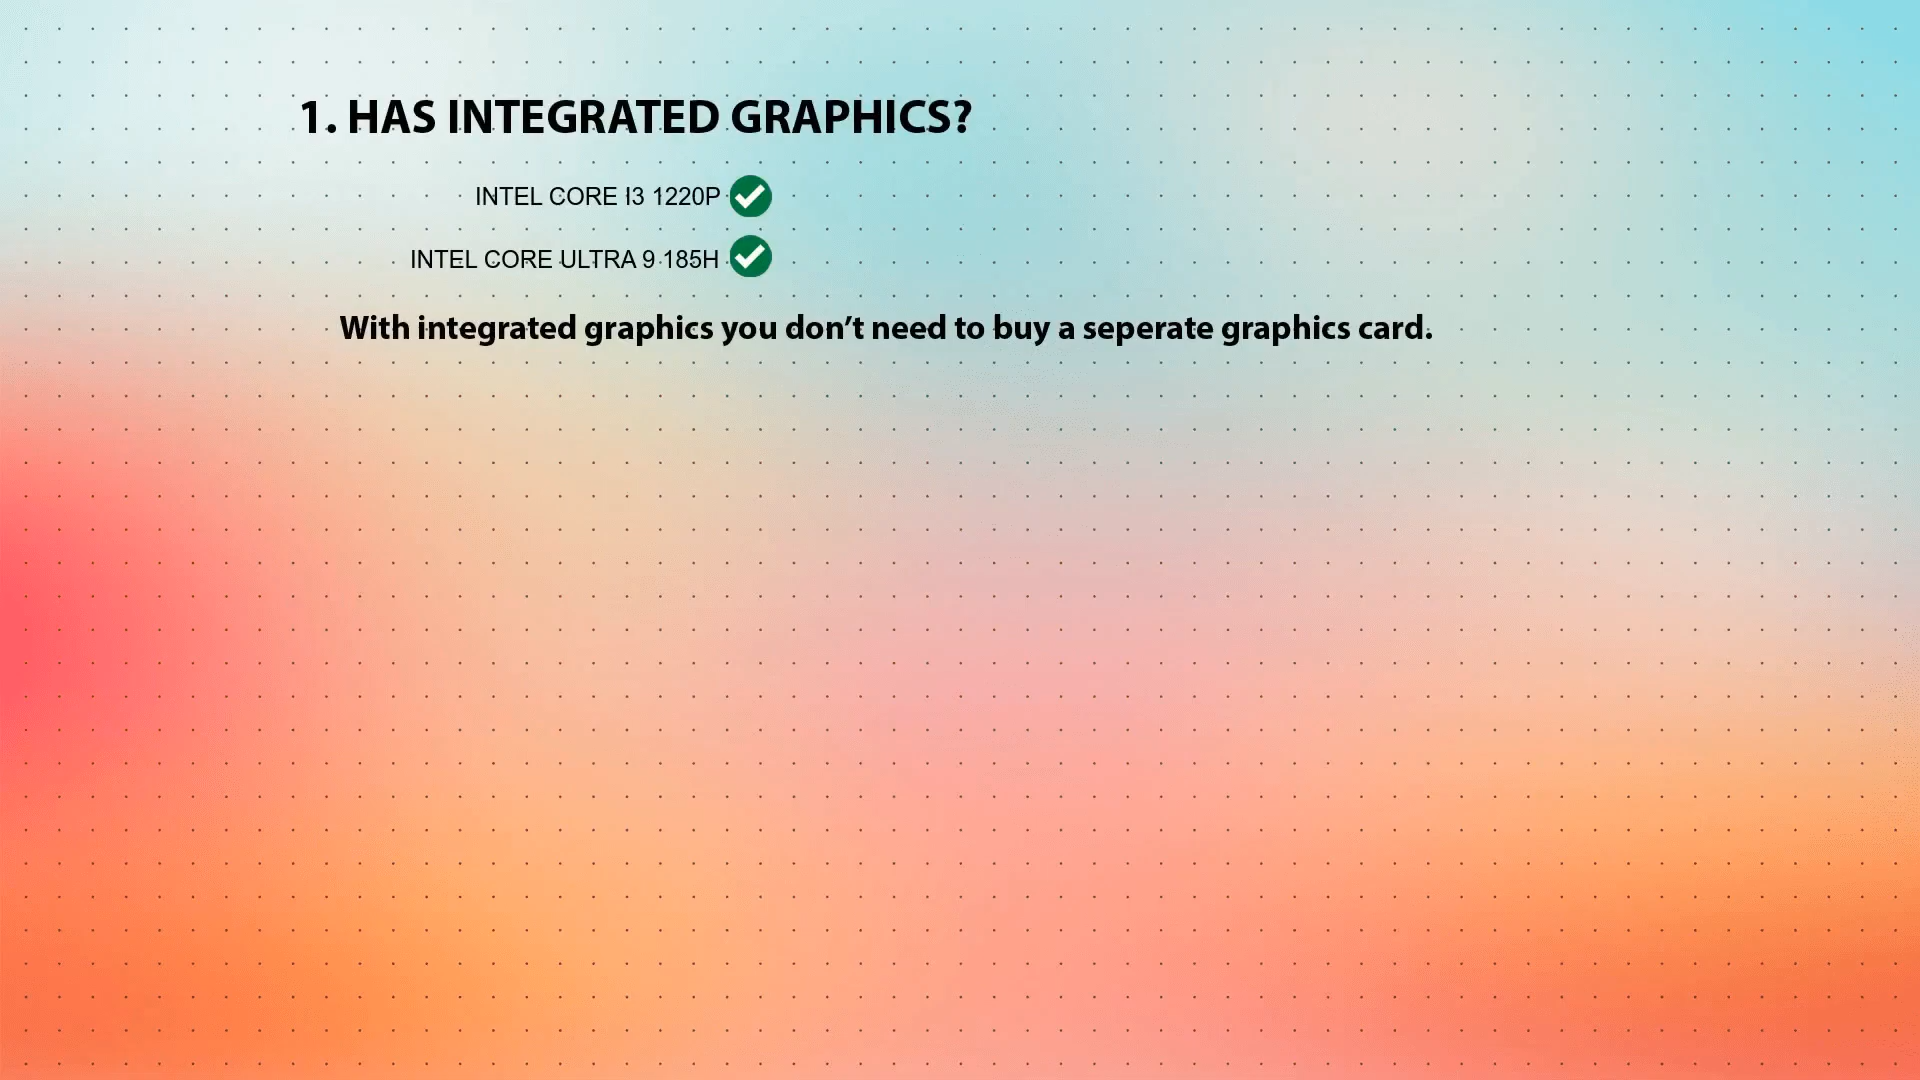 1. HAS INTEGRATED GRAPHICS?
INTEL CORE I3 1220P
INTEL CORE ULTRA 9 185H
With integrated graphics you don’t need to buy a seperate graphics card.